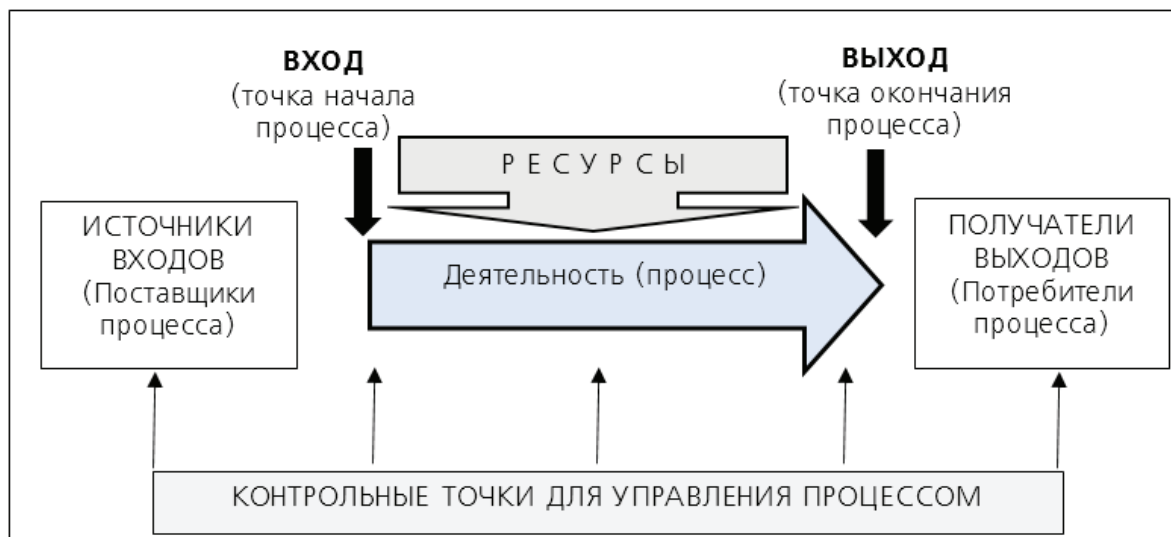 ВХОД
(точка начала
процесса)
ВЫХОД
(точка окончания
процесса)
РЕСУРСЫ
ИСТОЧНИКИ
ВХОДОВ
(Поставщики
процесса)
Деятельность (процесс)
ПОЛУЧАТЕЛИ
ВЫХОДОВ
(Потребители
процесса)
КОНТРОЛЬНЫЕ ТОЧКИ ДЛЯ УПРАВЛЕНИЯ ПРОЦЕССОМ